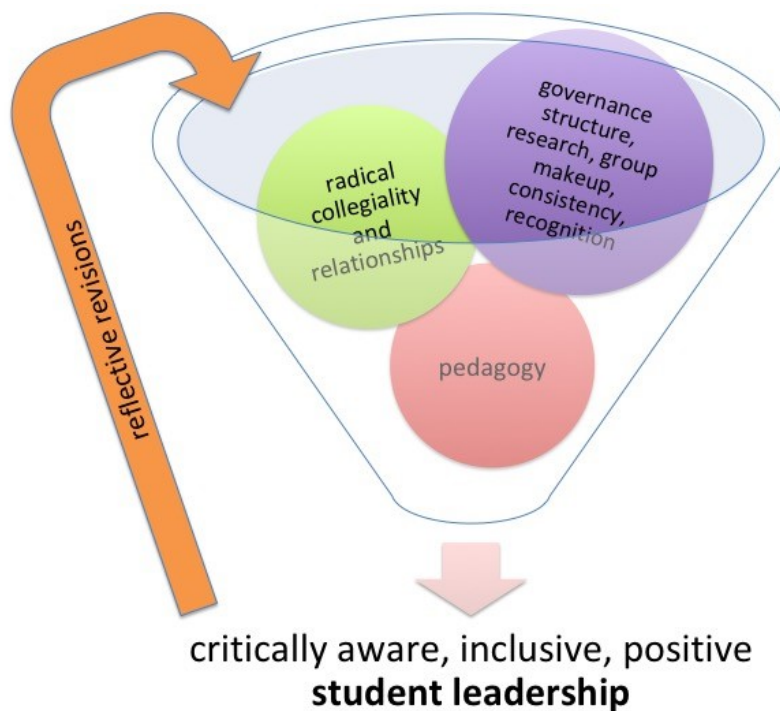 governance
structure,
research, group
makeup,
consistency,
recognition
radical
collegiality
and
relationships
pedagogy
reflective revisions
critically aware, inclusive, positive
student leadership